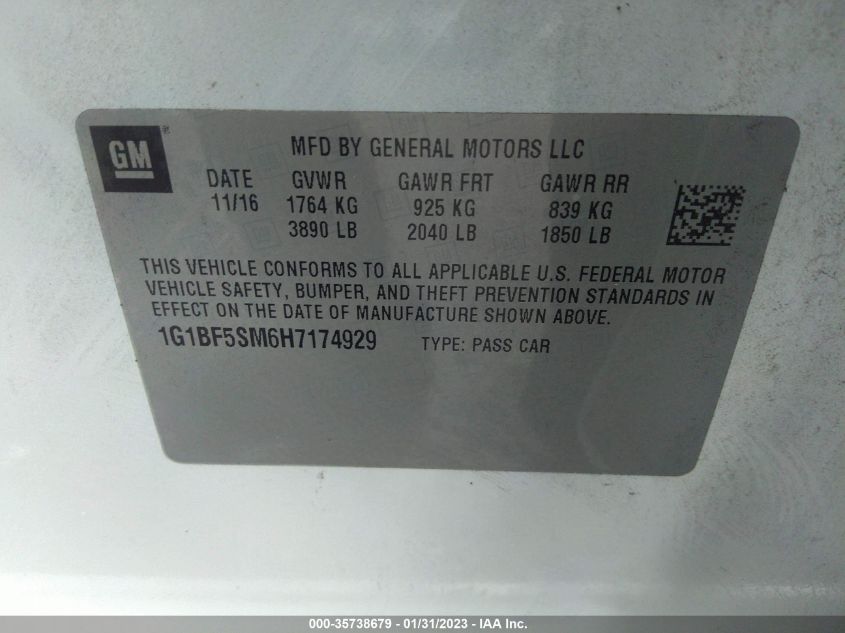 GM
MFD BY GENERAL MOTORS LLC
DATE GVWR GAWR FRT GAWR RR
11/16 1764 KG 925 KG 839 KG
3890 LB 2040 LB 1850 LB
THIS VEHICLE CONFORMS TO ALL APPLICABLE U.S. FEDERAL MOTOR
VEHICLE SAFETY, BUMPER, AND THEFT PREVENTION STANDARDS IN
EFFECT ON THE DATE OF MANUFACTURE SHOWN ABOVE.
1G1BF5SM6H7174929 TYPE: PASS CAR
000-35738679 - 01/31/2023 - IAA Inc.